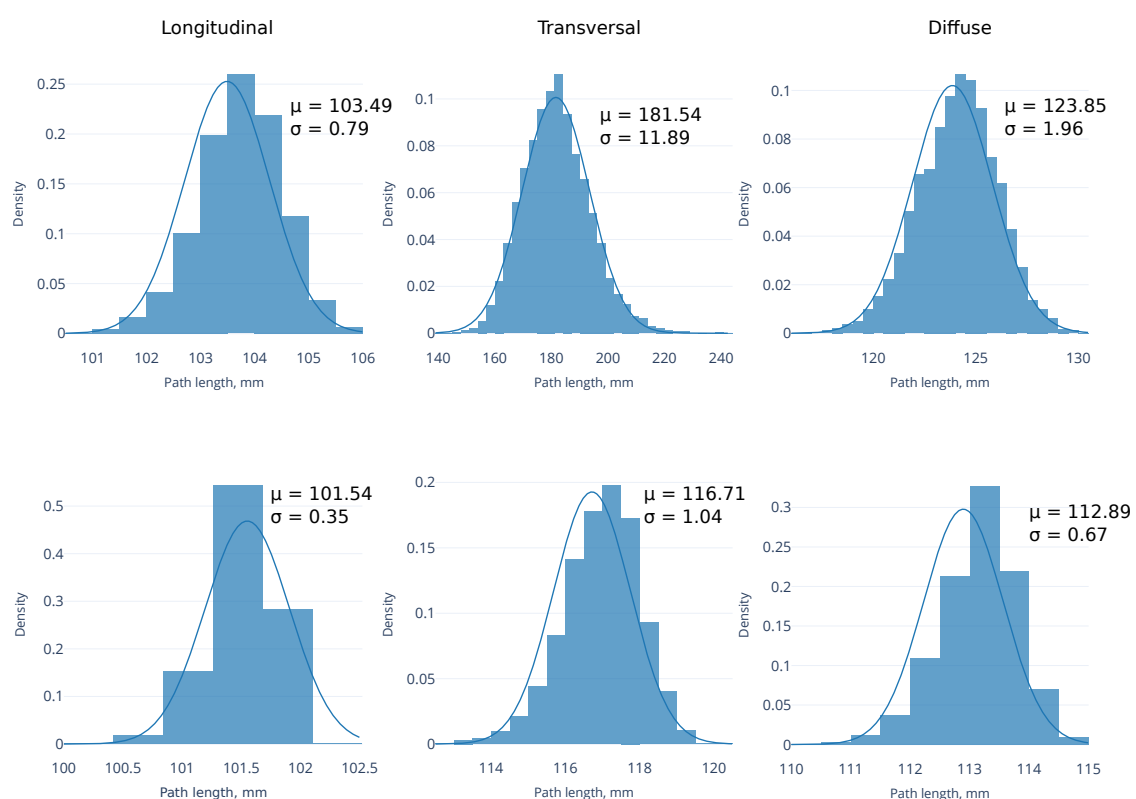 Longitudinal
Transversal
Diffuse
0.25
0.2
0.15
0.1
0.05
0
Density
μ = 103.49
σ = 0.79
101 102 103 104 105 106
Path length, mm
0.1
0.08
0.06
0.04
0.02
0
Density
μ = 181.54
σ = 11.89
140 160 180 200 220 240
Path length, mm
0.1
0.08
0.06
0.04
0.02
0
Density
μ = 123.85
σ = 1.96
120 125 130
Path length, mm
0.5
0.4
0.3
0.2
0.1
0
Density
μ = 101.54
σ = 0.35
100 100.5 101 101.5 102 102.5
Path length, mm
0.2
0.15
0.1
0.05
0
Density
μ = 116.71
σ = 1.04
114 116 118 120
Path length, mm
0.3
0.25
0.2
0.15
0.1
0.05
0
Density
μ = 112.89
σ = 0.67
110 111 112 113 114 115
Path length, mm